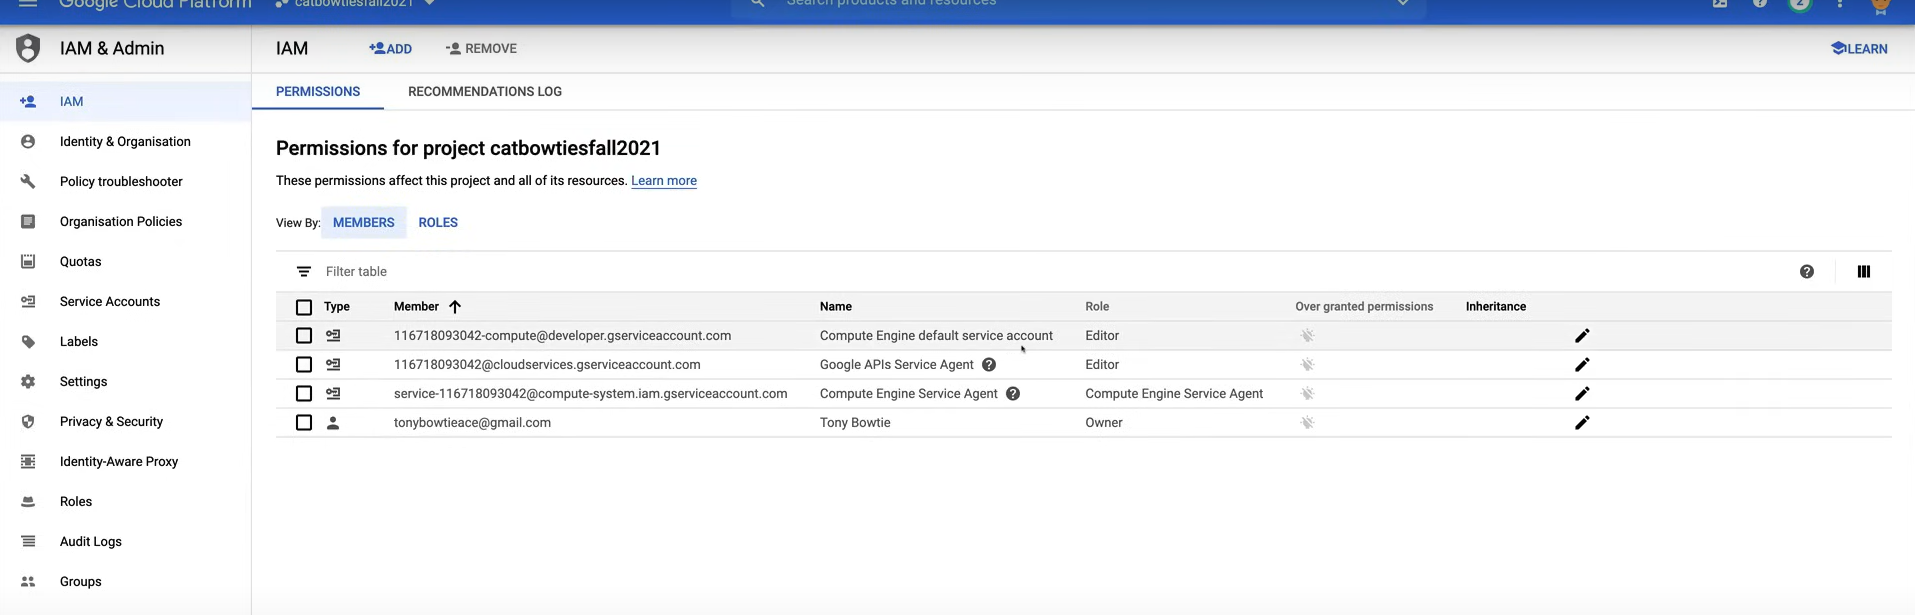 Google Cloud Platform catbowtiesfall2021 Search products and resources 2
IAM & Admin IAM ADD REMOVE LEARN
IAM PERMISSIONS RECOMMENDATIONS LOG
Identity & Organisation
Permissions for project catbowtiesfall2021
Policy troubleshooter These permissions affect this project and all of its resources. Learn more
Organisation Policies View By: MEMBERS ROLES
Quotas Filter table
Service Accounts Type Member Name Role Over granted permissions Inheritance
Labels 116718093042-compute@developer.gserviceaccount.com Compute Engine default service account Editor
116718093042@cloudservices.gserviceaccount.com Google APIs Service Agent Editor
Settings service-116718093042@compute-system.iam.gserviceaccount.com Compute Engine Service Agent Compute Engine Service Agent
Privacy & Security tonybowtieace@gmail.com Tony Bowtie Owner
Identity-Aware Proxy
Roles
Audit Logs
Groups